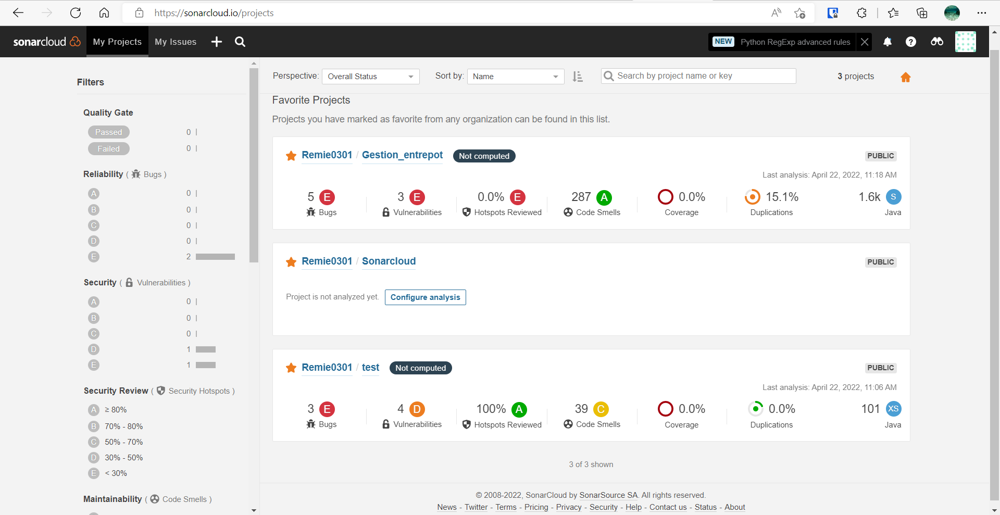 https://sonarcloud.io/projects
sonarcloud My Projects My Issues
NEW Python RegExp advanced rules
Filters
Quality Gate
Passed 0
Failed 0
Reliability ( Bugs )
A 0
B 0
C 0
D 0
E 2
Security ( Vulnerabilities )
A 0
B 0
C 0
D 1
E 1
Security Review ( Security Hotspots )
A ≥ 80%
B 70% - 80%
C 50% - 70%
D 30% - 50%
E < 30%
Maintainability ( Code Smells )
Perspective: Overall Status Sort by: Name Search by project name or key 3 projects
Favorite Projects
Projects you have marked as favorite from any organization can be found in this list.
Remie0301 / Gestion_entrepot Not computed PUBLIC
Last analysis: April 22, 2022, 11:18 AM
5 E 3 E 0.0% E 287 A 0.0% 15.1% 1.6k S
Bugs Vulnerabilities Hotspots Reviewed Code Smells Coverage Duplications Java
Remie0301 / Sonarcloud PUBLIC
Project is not analyzed yet. Configure analysis
Remie0301 / test Not computed PUBLIC
Last analysis: April 22, 2022, 11:06 AM
3 E 4 D 100% A 39 C 0.0% 0.0% 101 XS
Bugs Vulnerabilities Hotspots Reviewed Code Smells Coverage Duplications Java
3 of 3 shown
© 2008-2022, SonarCloud by SonarSource SA. All rights reserved.
News - Twitter - Terms - Pricing - Privacy - Security - Help - Contact us - Status - About